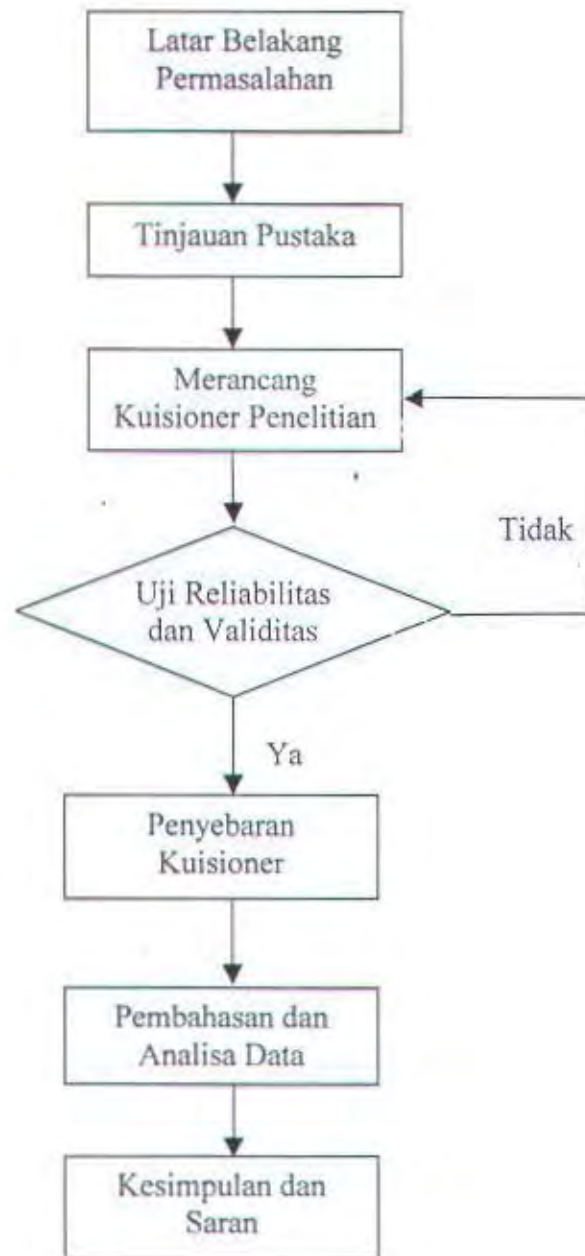 Latar Belakang
Permasalahan
Tinjauan Pustaka
Merancang
Kuisioner Penelitian
Tidak
Uji Reliabilitas
dan Validitas
Ya
Penyebaran
Kuisioner
Pembahasan dan
Analisa Data
Kesimpulan dan
Saran